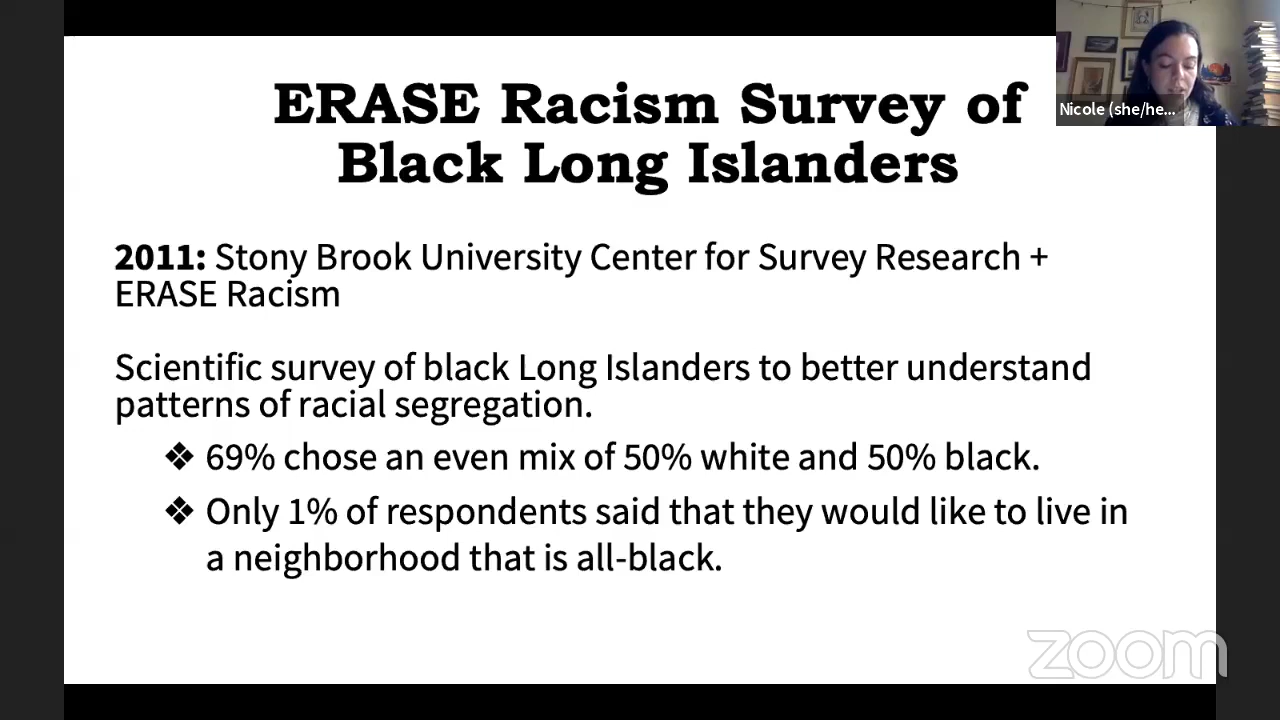 ERASE Racism Survey of
Black Long Islanders
Nicole (she/he...
2011: Stony Brook University Center for Survey Research +
ERASE Racism
Scientific survey of black Long Islanders to better understand
patterns of racial segregation.
❖ 69% chose an even mix of 50% white and 50% black.
❖ Only 1% of respondents said that they would like to live in
a neighborhood that is all-black.
zoom